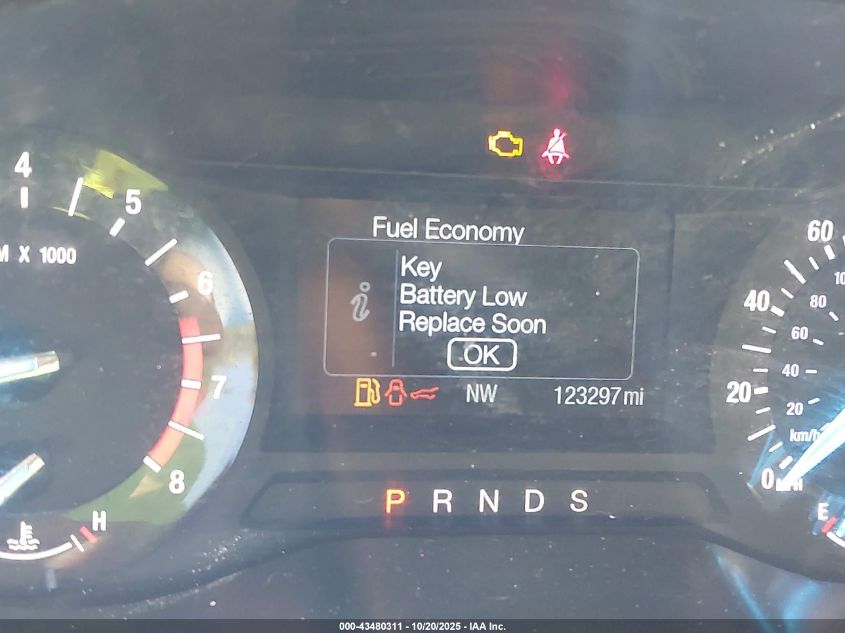 4
5
M X 1000
6
7
8
H
Fuel Economy
Key
Battery Low
Replace Soon
OK
NW
123297 mi
P R N D S
60
40
80
60
20
40
20
km/h
0
E
000-43480311 - 10/20/2025 - IAA Inc.